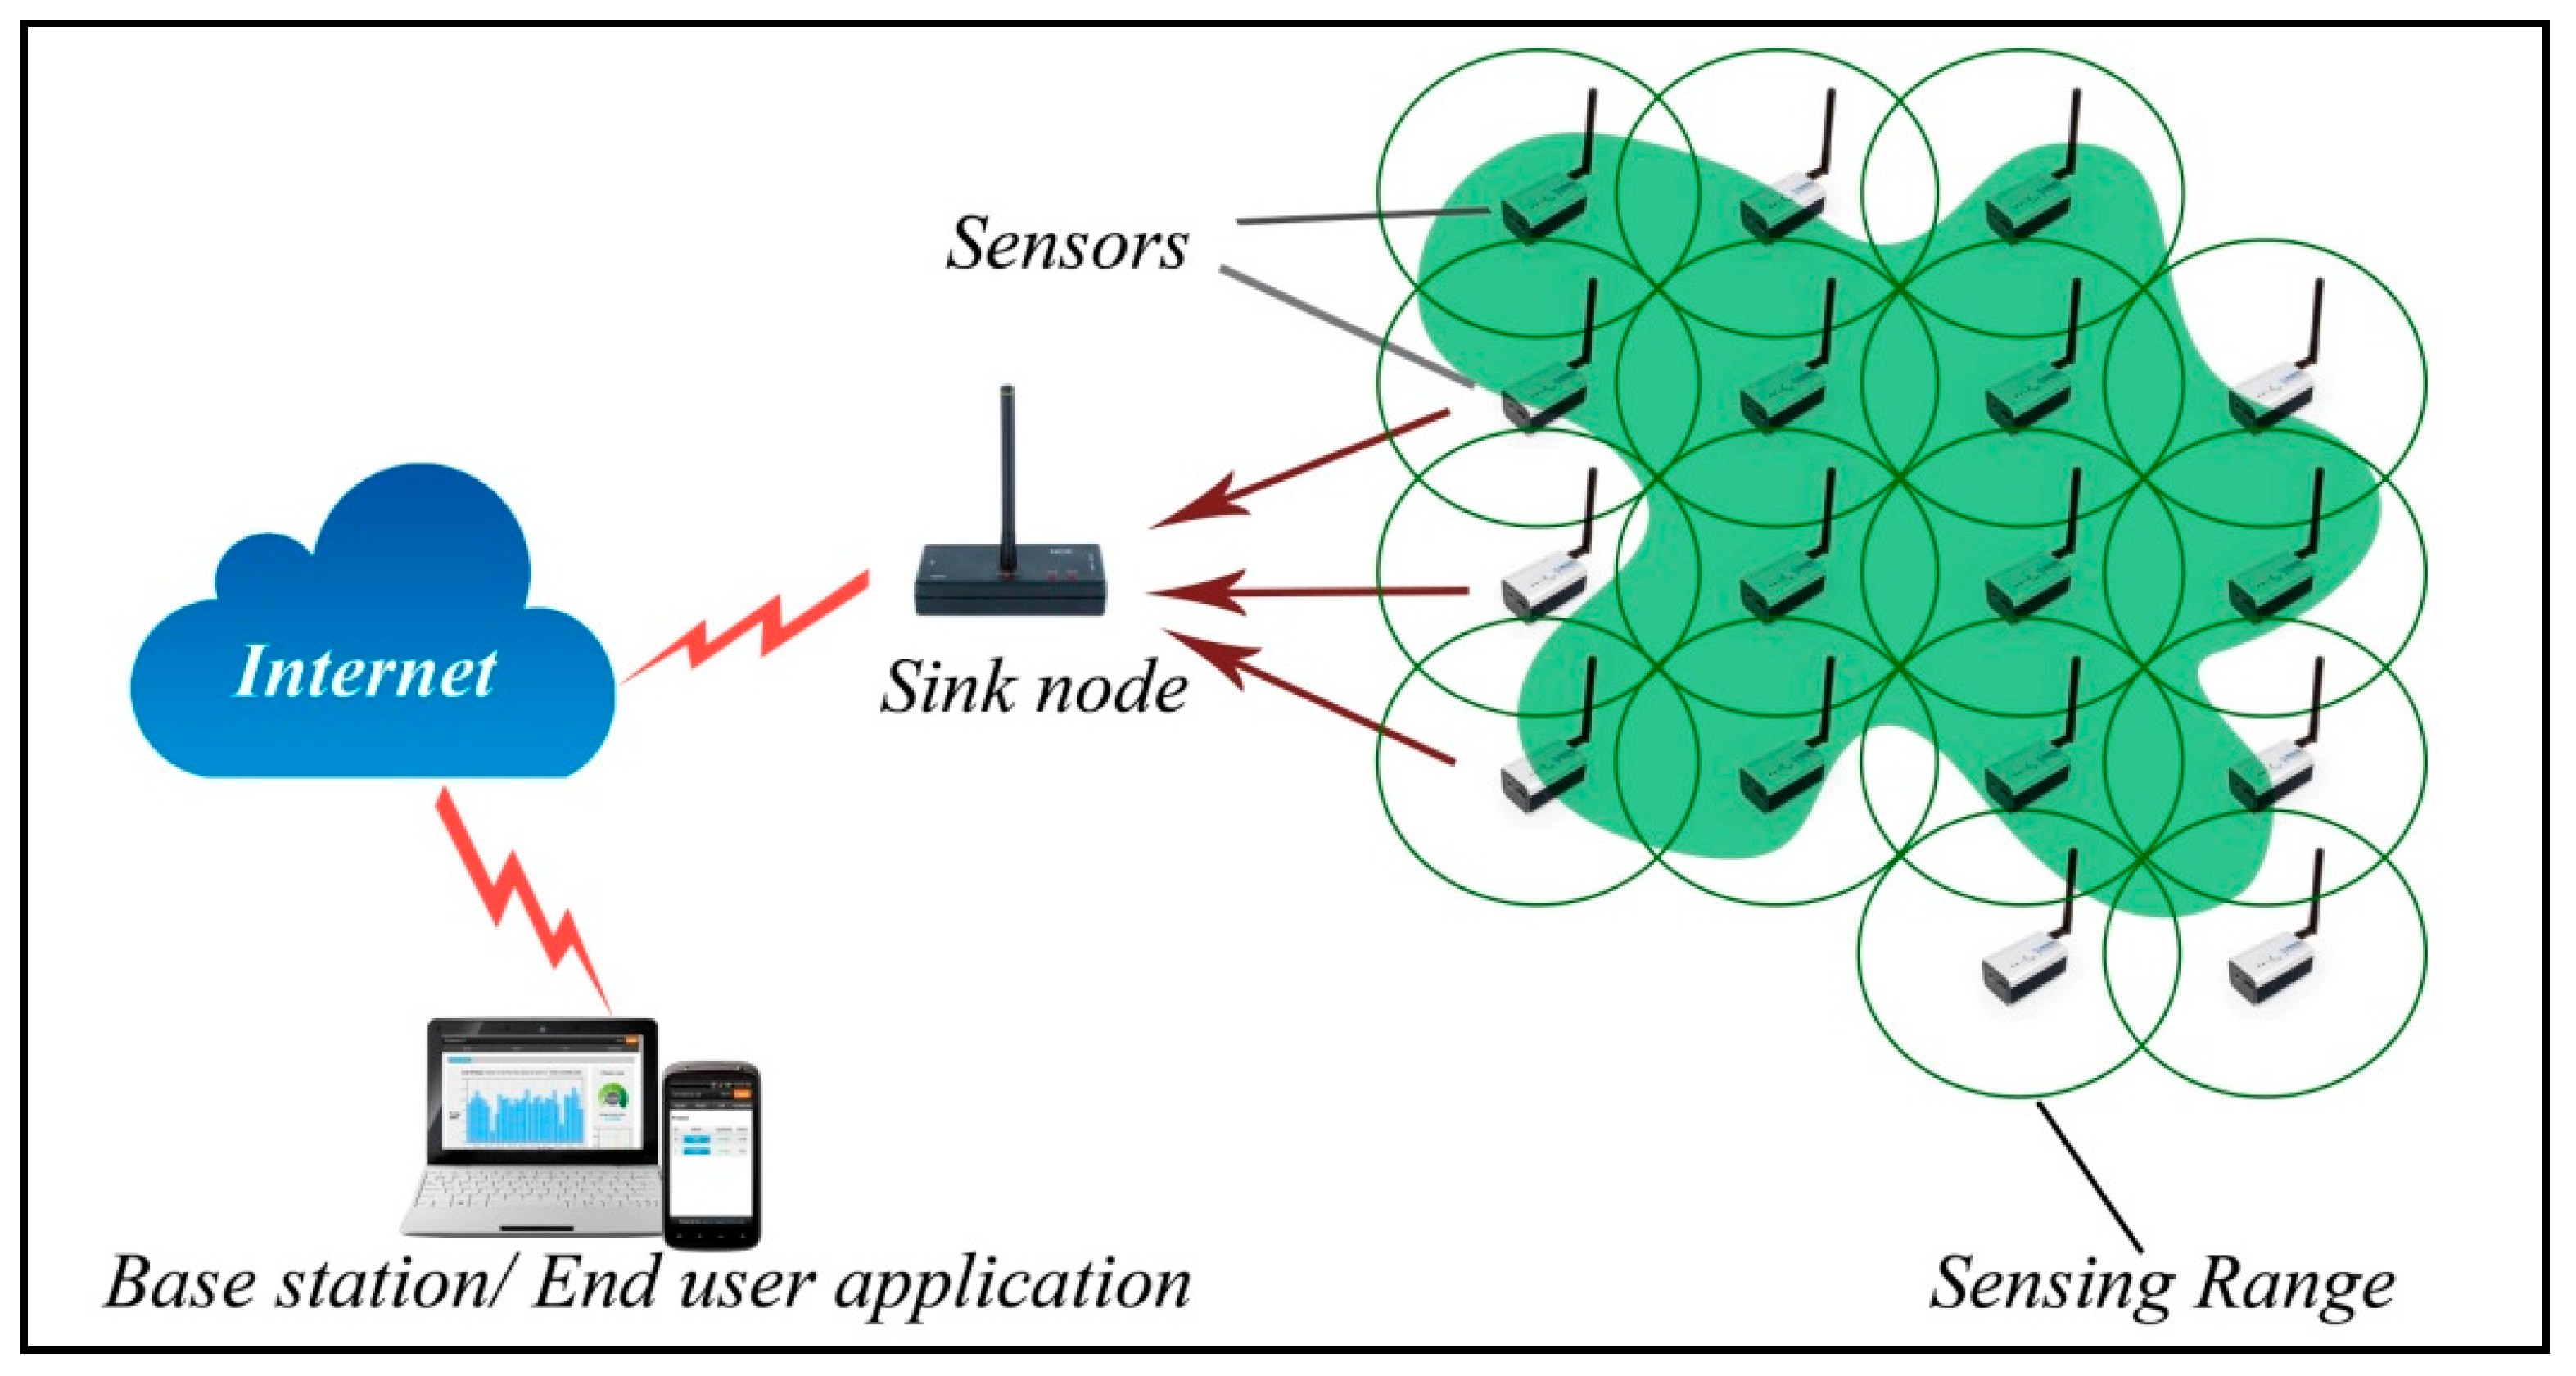 Sensors
Internet
Sink node
Base station/ End user application
Sensing Range